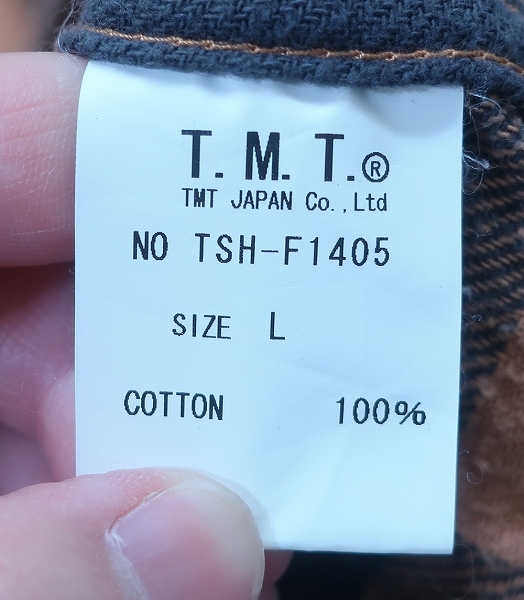 T. M. T.®
TMT JAPAN Co.,Ltd
NO TSH-F1405
SIZE L
COTTON 100%